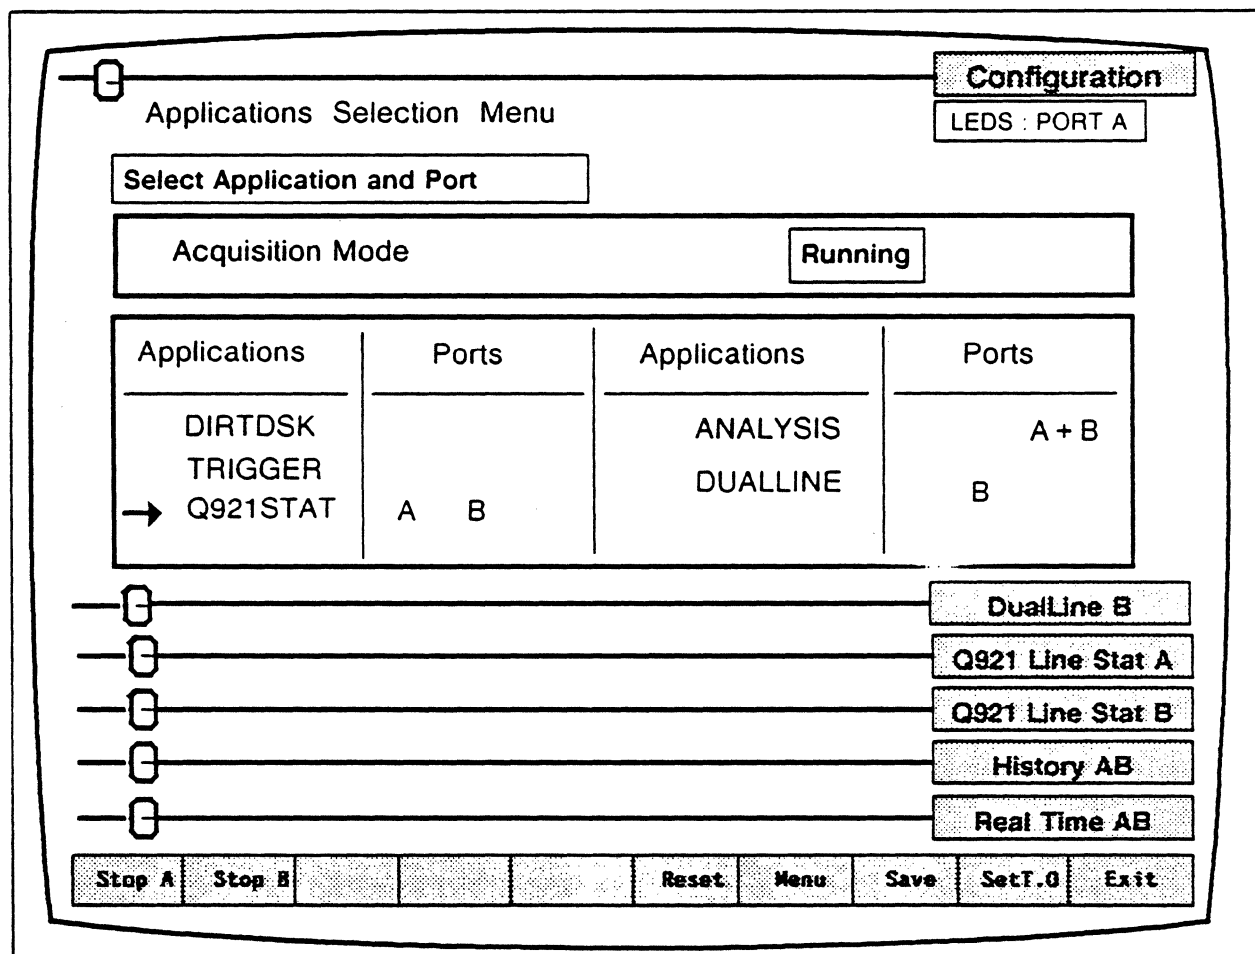 Configuration
Applications Selection Menu
LEDS : PORT A
Select Application and Port
Acquisition Mode Running
Applications Ports Applications Ports
DIRTDSK ANALYSIS A + B
TRIGGER
DUALLINE B
Q921STAT A B
DualLine B
Q921 Line Stat A
Q921 Line Stat B
History AB
Real Time AB
Stop A Stop B Reset Menu Save SetT.O Exit